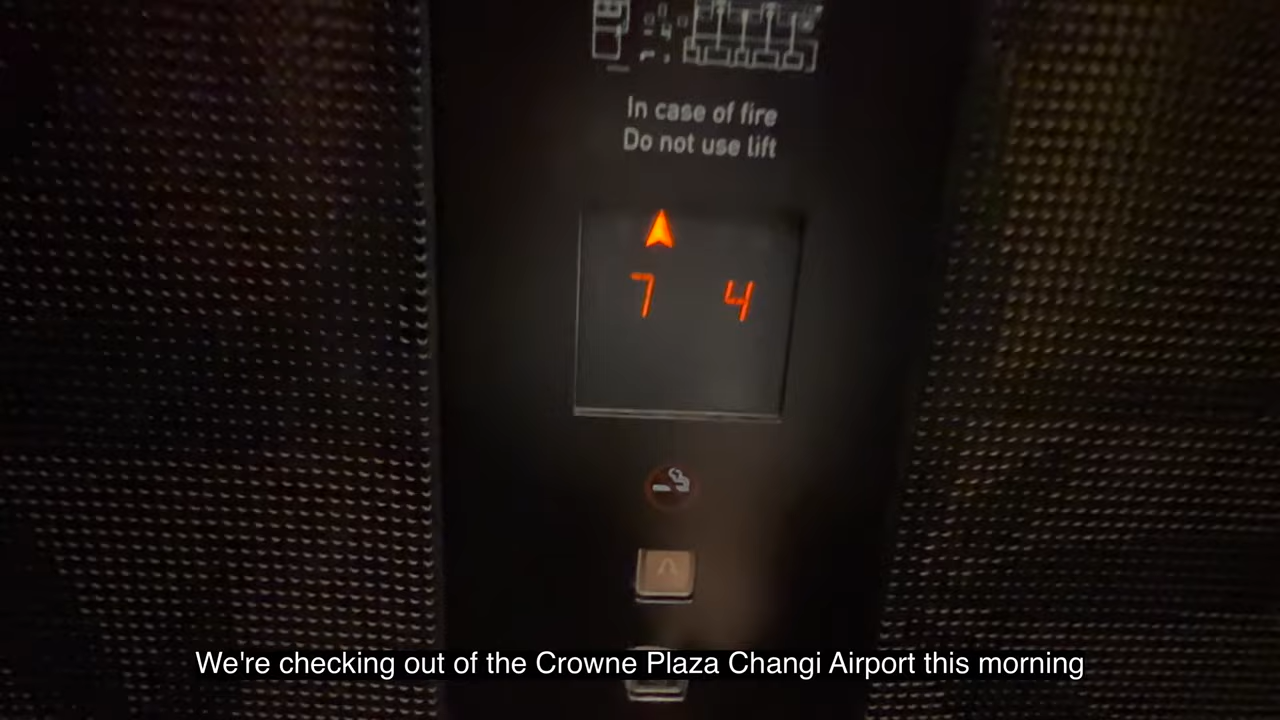 In case of fire
Do not use lift
7 4
We're checking out of the Crowne Plaza Changi Airport this morning